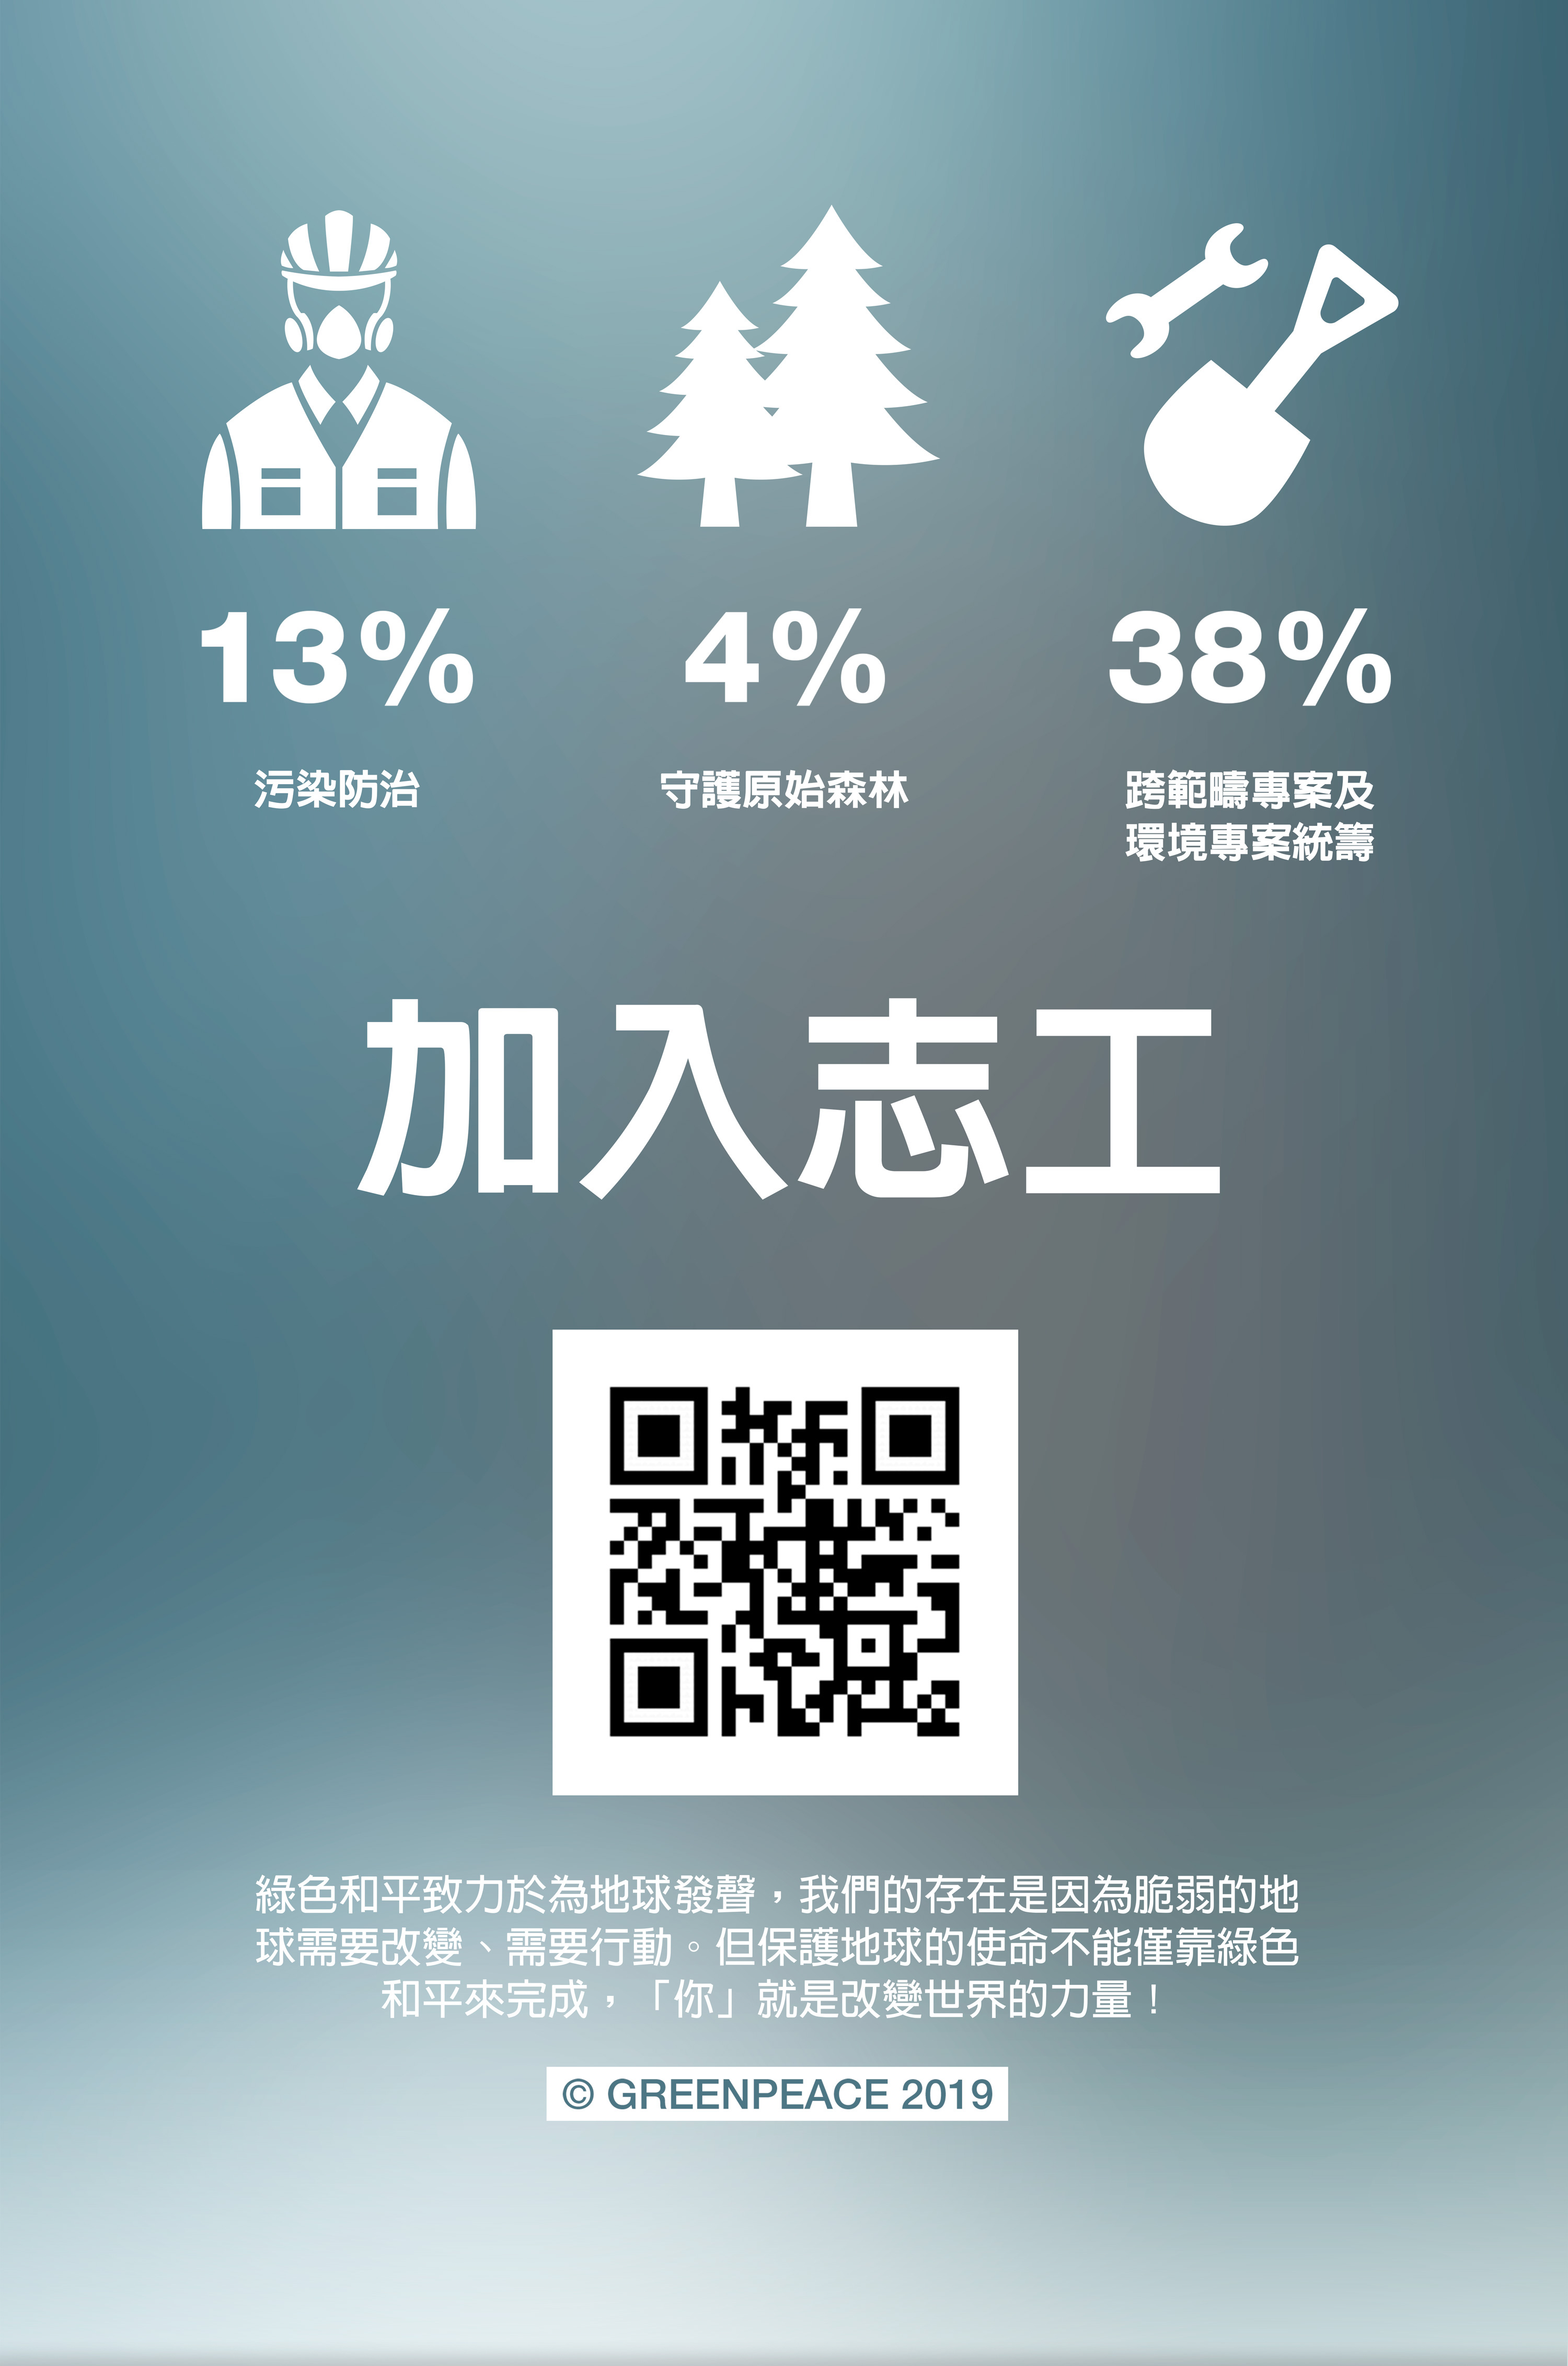 13%
4%
38%
污染防治
守護原始森林
跨範疇專案及
環境專案統籌
加入志工
綠色和平致力於為地球發聲，我們的存在是因為脆弱的地
球需要改變、需要行動。但保護地球的使命不能僅靠綠色
和平來完成，「你」就是改變世界的力量！
© GREENPEACE 2019